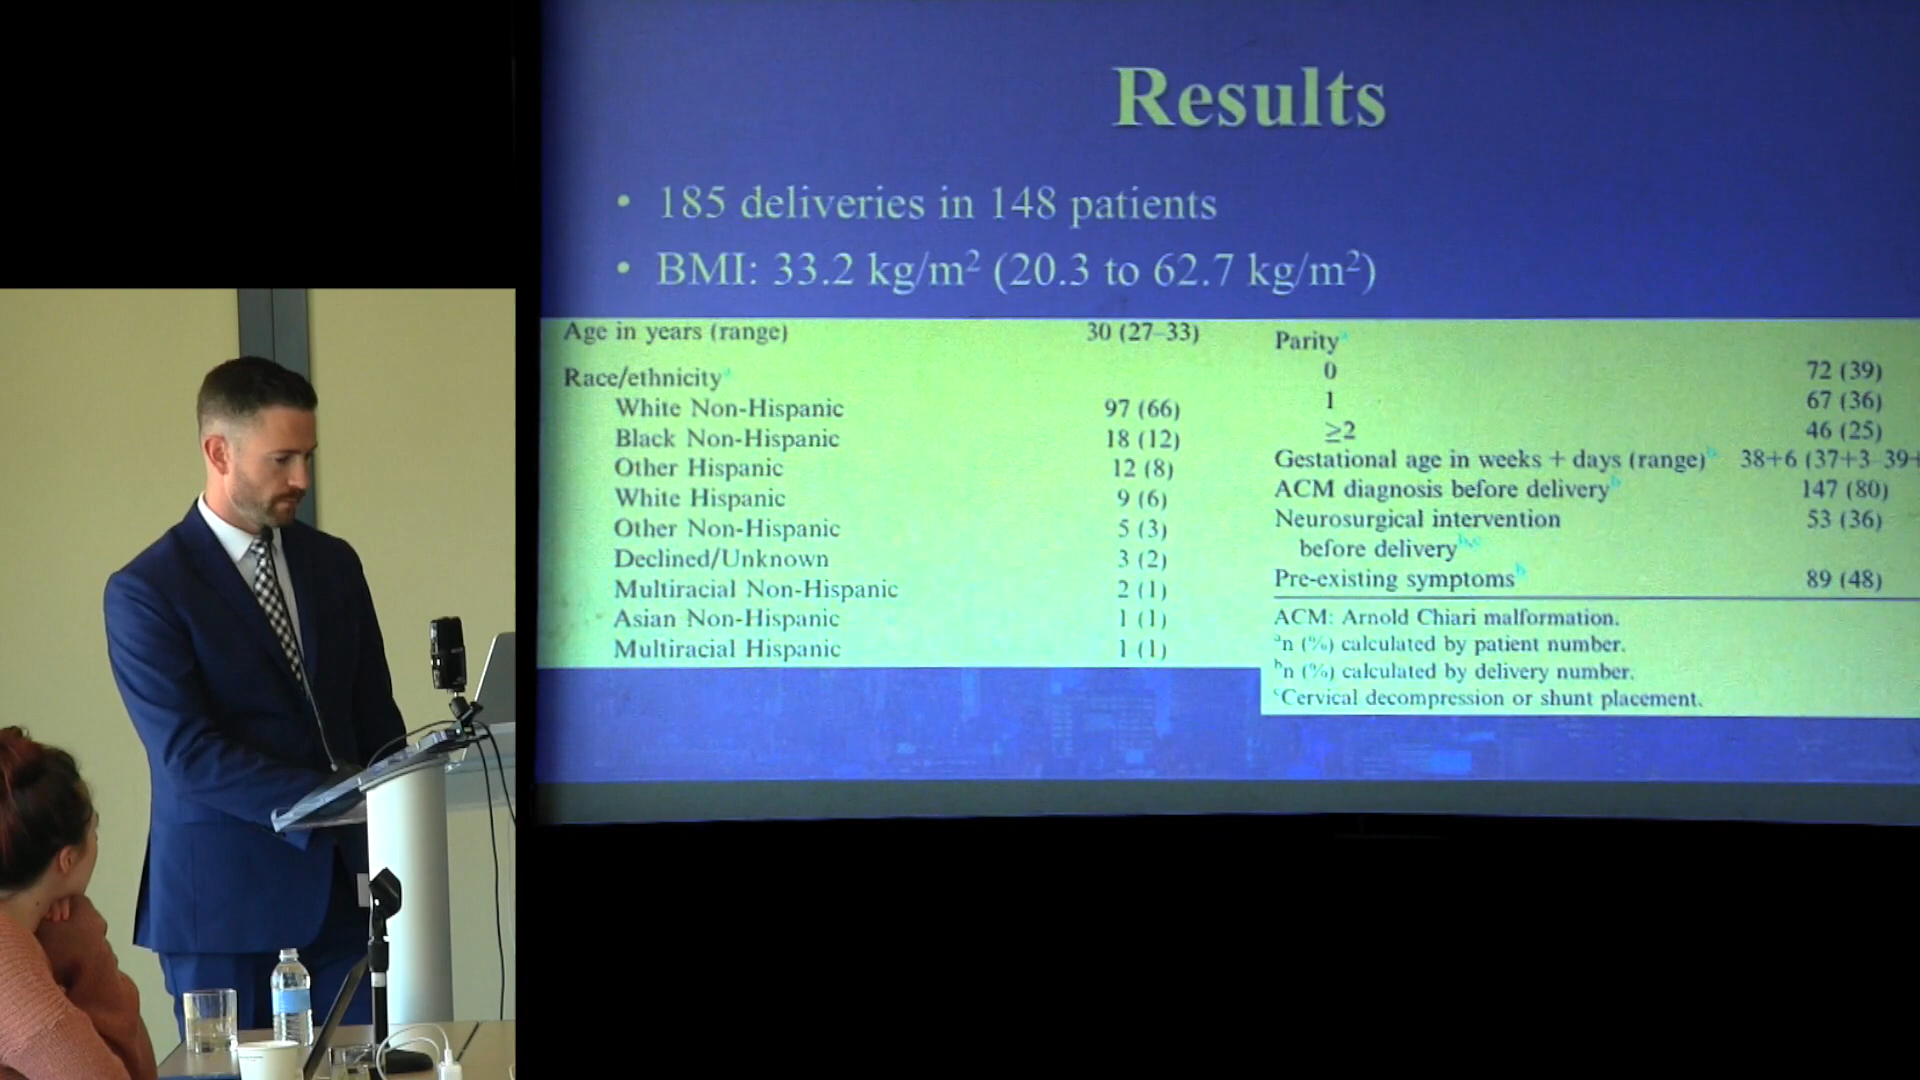 Results
• 185 deliveries in 148 patients
• BMI: 33.2 kg/m² (20.3 to 62.7 kg/m²)
Age in years (range) 30 (27–33)
Race/ethnicityᵃ
White Non-Hispanic 97 (66)
Black Non-Hispanic 18 (12)
Other Hispanic 12 (8)
White Hispanic 9 (6)
Other Non-Hispanic 5 (3)
Declined/Unknown 3 (2)
Multiracial Non-Hispanic 2 (1)
Asian Non-Hispanic 1 (1)
Multiracial Hispanic 1 (1)
Parityᵃ
0 72 (39)
1 67 (36)
≥2 46 (25)
Gestational age in weeks + days (range)ᵇ 38+6 (37+3–39+
ACM diagnosis before deliveryᵇ 147 (80)
Neurosurgical intervention 53 (36)
before deliveryᵇ,ᶜ
Pre-existing symptomsᵇ 89 (48)
ACM: Arnold Chiari malformation.
ᵃn (%) calculated by patient number.
ᵇn (%) calculated by delivery number.
ᶜCervical decompression or shunt placement.